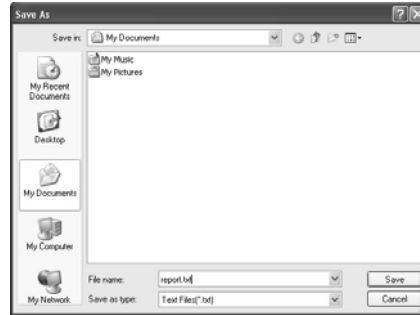 Save As
Save in:
My Documents
My Recent
Documents
Desktop
My Documents
My Computer
My Network
My Music
My Pictures
File name:
report.txt
Save
Save as type:
Text Files(*.txt)
Cancel